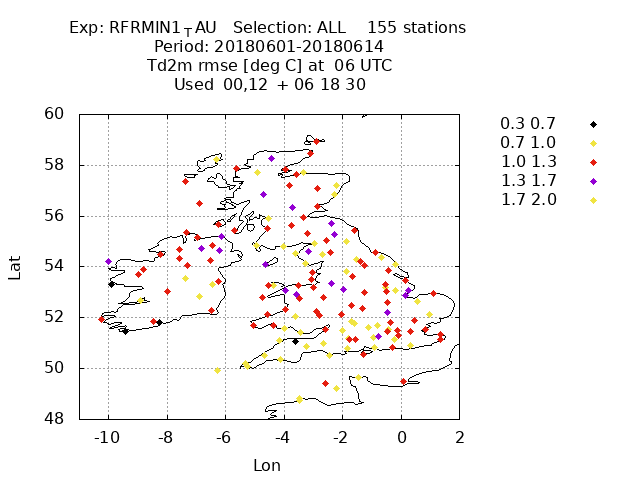 Exp: RFRMIN1_TAU Selection: ALL 155 stations
Period: 20180601-20180614
Td2m rmse [deg C] at 06 UTC
Used 00,12 + 06 18 30
0.3 0.7
0.7 1.0
1.0 1.3
1.3 1.7
1.7 2.0
60
58
56
54
52
50
48
Lat
-10 -8 -6 -4 -2 0 2
Lon